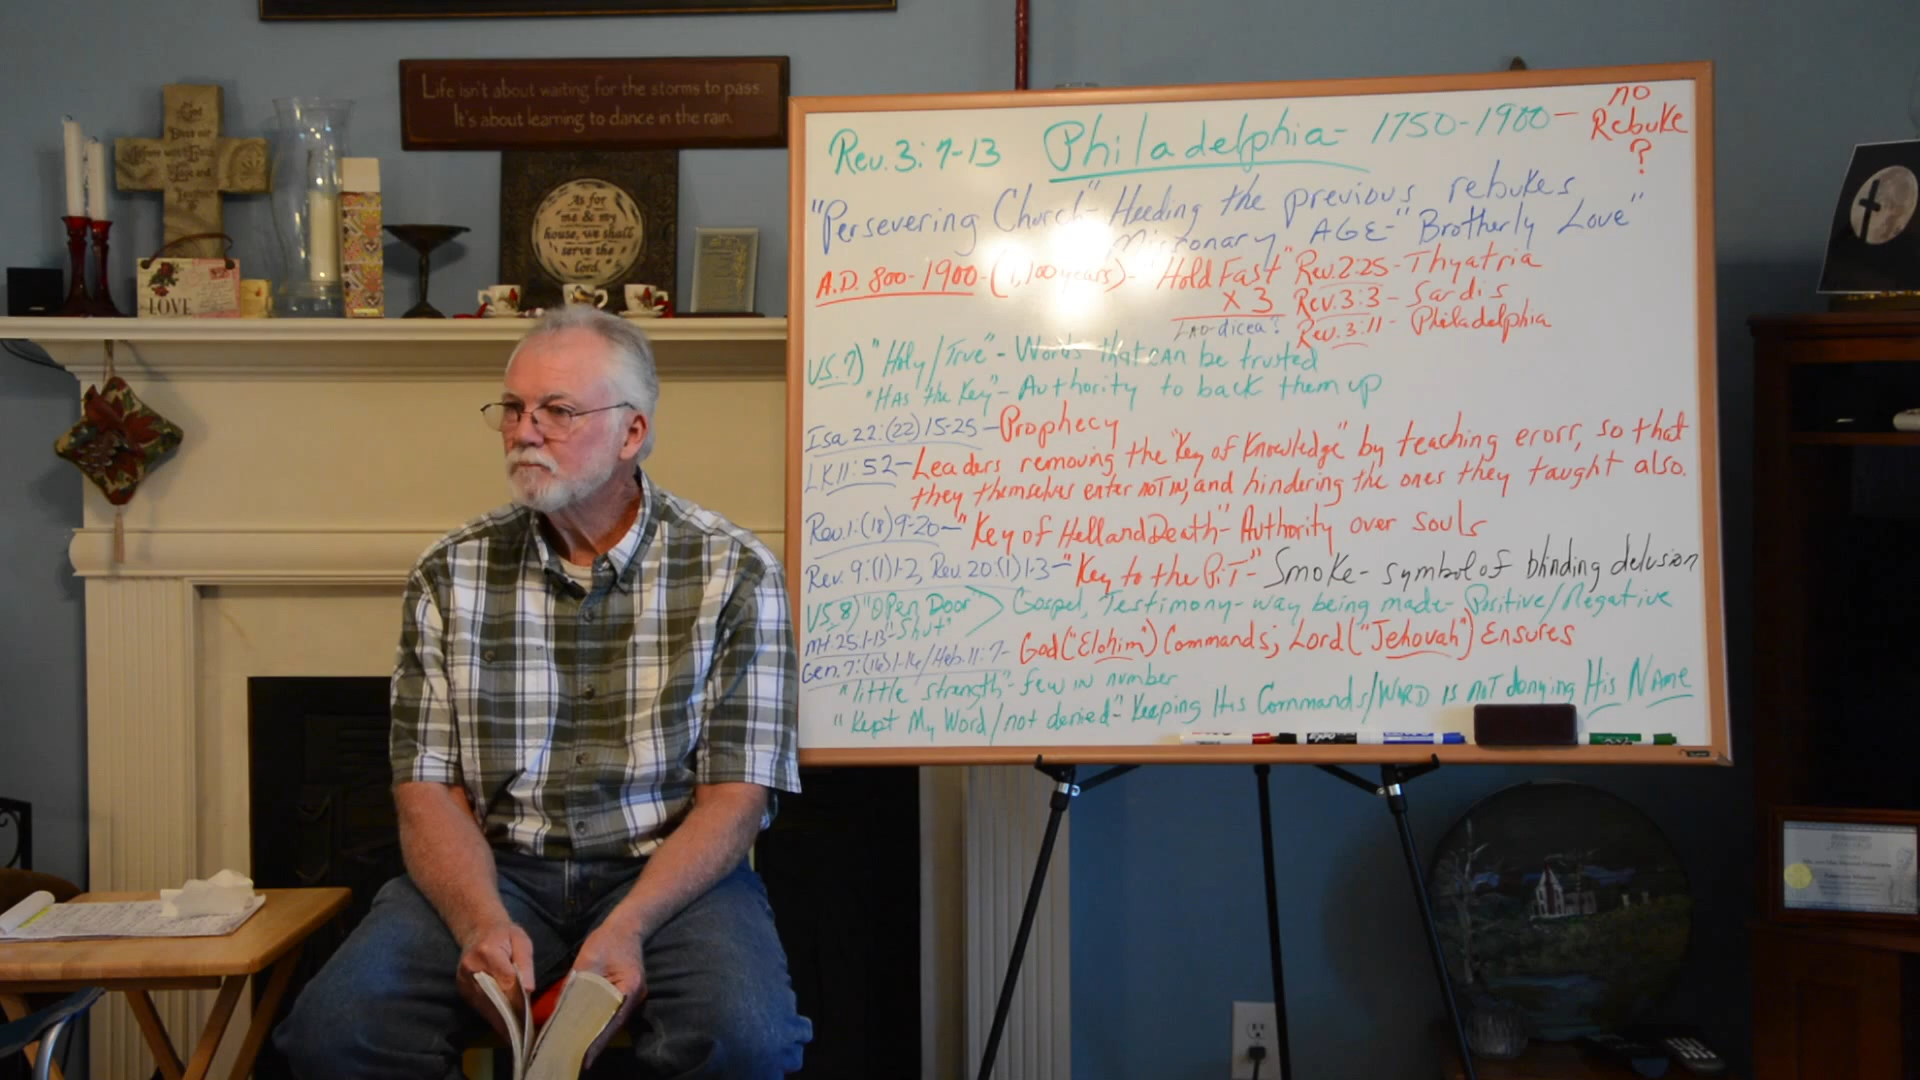 Life isn't about waiting for the storms to pass.
It's about learning to dance in the rain.
God
Bless
LOVE
As for
me & my
house, we shall
serve the
Lord.
Rev. 3:7-13 Philadelphia- 1750-1900- no
Rebuke
?
"Persevering Church"- Heeding the previous rebukes
Missionary AGE-"Brotherly Love"
A.D. 800-1900-(1,100 years)-"Hold Fast" Rev.2:25-Thyatria
x 3 Rev.3:3-Sardis
LAO-dicea? Rev.3:11-Philadelphia
VS.7) "Holy/True"- Words that can be trusted
"HAs the Key"- Authority to back them up
Isa 22:(22)15-25-Prophecy
LK11:52-Leaders removing the "Key of Knowledge" by teaching erorr, so that
they themselves enter not in, and hindering the ones they taught also.
Rev.1:(18)9-20-"Key of Hell and Death"- Authority over souls
Rev. 9:(1)1-2, Rev.20:(1)1-3-"Key to the PiT"- Smoke- symbol of blinding delusion
VS.8) "Open Door" > Gospel, Testimony-way being made- Positive/Negative
Mt.25:1-13-"Shut"
Gen.7:(16)1-16/Heb.11:7- God("Elohim") Commands; Lord("Jehovah") Ensures
"little strength"- few in number
"Kept My Word/not denied"- Keeping His Commands/WORD is noT denying His NAME